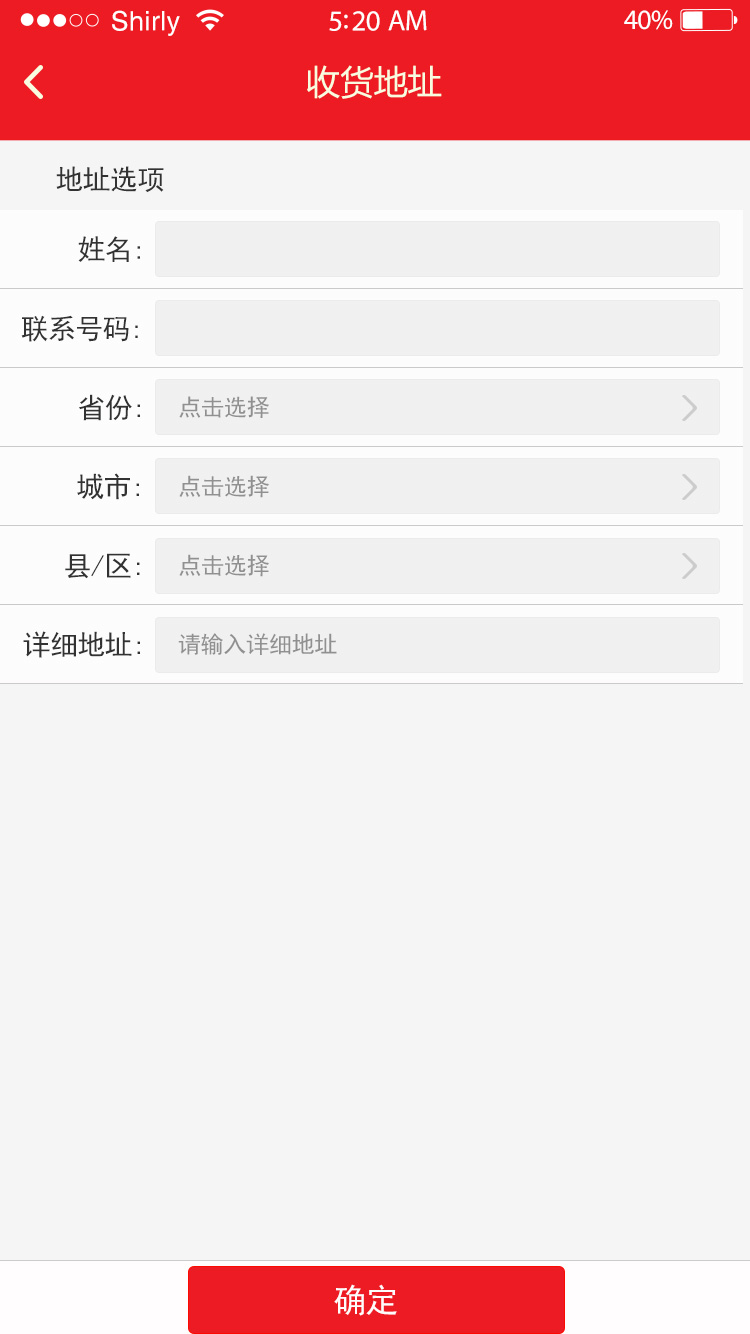 Shirly 5:20 AM 40%
收货地址
地址选项
姓名:
联系号码:
省份: 点击选择
城市: 点击选择
县/区: 点击选择
详细地址: 请输入详细地址
确定